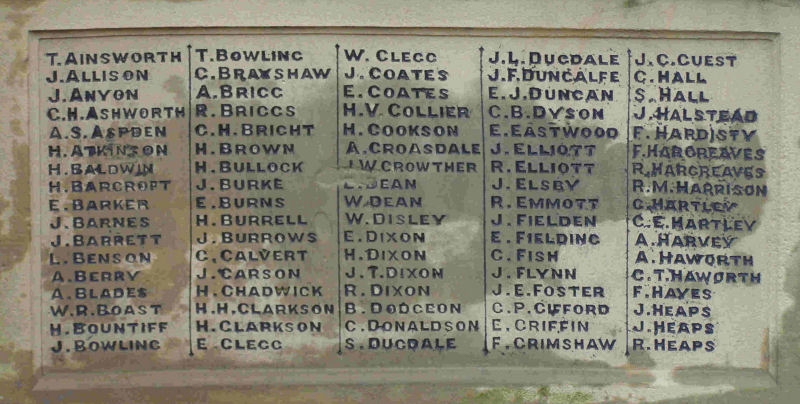 T. AINSWORTH
J. ALLISON
J. ANYON
C.H. ASHWORTH
A.S. ASPDEN
H. ATKINSON
H. BALDWIN
H. BARCROFT
E. BARKER
J. BARNES
J. BARRETT
L. BENSON
A. BERRY
A. BLADES
W.R. BOAST
H. BOUNTIFF
J. BOWLING
T. BOWLING
C. BRAYSHAW
A. BRIGG
R. BRIGGS
C.H. BRIGHT
H. BROWN
H. BULLOCK
J. BURKE
E. BURNS
H. BURRELL
J. BURROWS
C. CALVERT
J. CARSON
H. CHADWICK
H.H. CLARKSON
H. CLARKSON
E. CLEGG
W. CLEGG
J. COATES
E. COATES
H.V. COLLIER
H. COOKSON
A. CROASDALE
J.W. CROWTHER
DEAN
W. DEAN
W. DISLEY
E. DIXON
H. DIXON
J.T. DIXON
R. DIXON
B. DODGEON
C. DONALDSON
S. DUGDALE
J.L. DUGDALE
J.F. DUNCALFE
E.J. DUNCAN
C.B. DYSON
E. EASTWOOD
J. ELLIOTT
R. ELLIOTT
J. ELSBY
R. EMMOTT
J. FIELDEN
E. FIELDING
C. FISH
J. FLYNN
J.E. FOSTER
C.P. GIFFORD
E. GRIFFIN
F. GRIMSHAW
J.C. GUEST
C. HALL
S. HALL
J. HALSTEAD
F. HARDISTY
F. HARGREAVES
R. HARGREAVES
R.M. HARRISON
C. HARTLEY
C.E. HARTLEY
A. HARVEY
A. HAWORTH
C.T. HAWORTH
F. HAYES
J. HEAPS
J. HEAPS
R. HEAPS